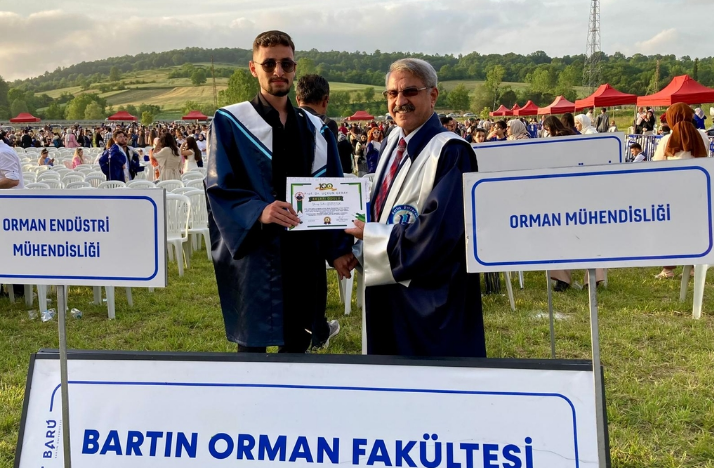 ORMAN ENDÜSTRİ
MÜHENDİSLİĞİ
ORMAN MÜHENDİSLİĞİ
BARÜ
BARTIN ORMAN FAKÜLTESİ